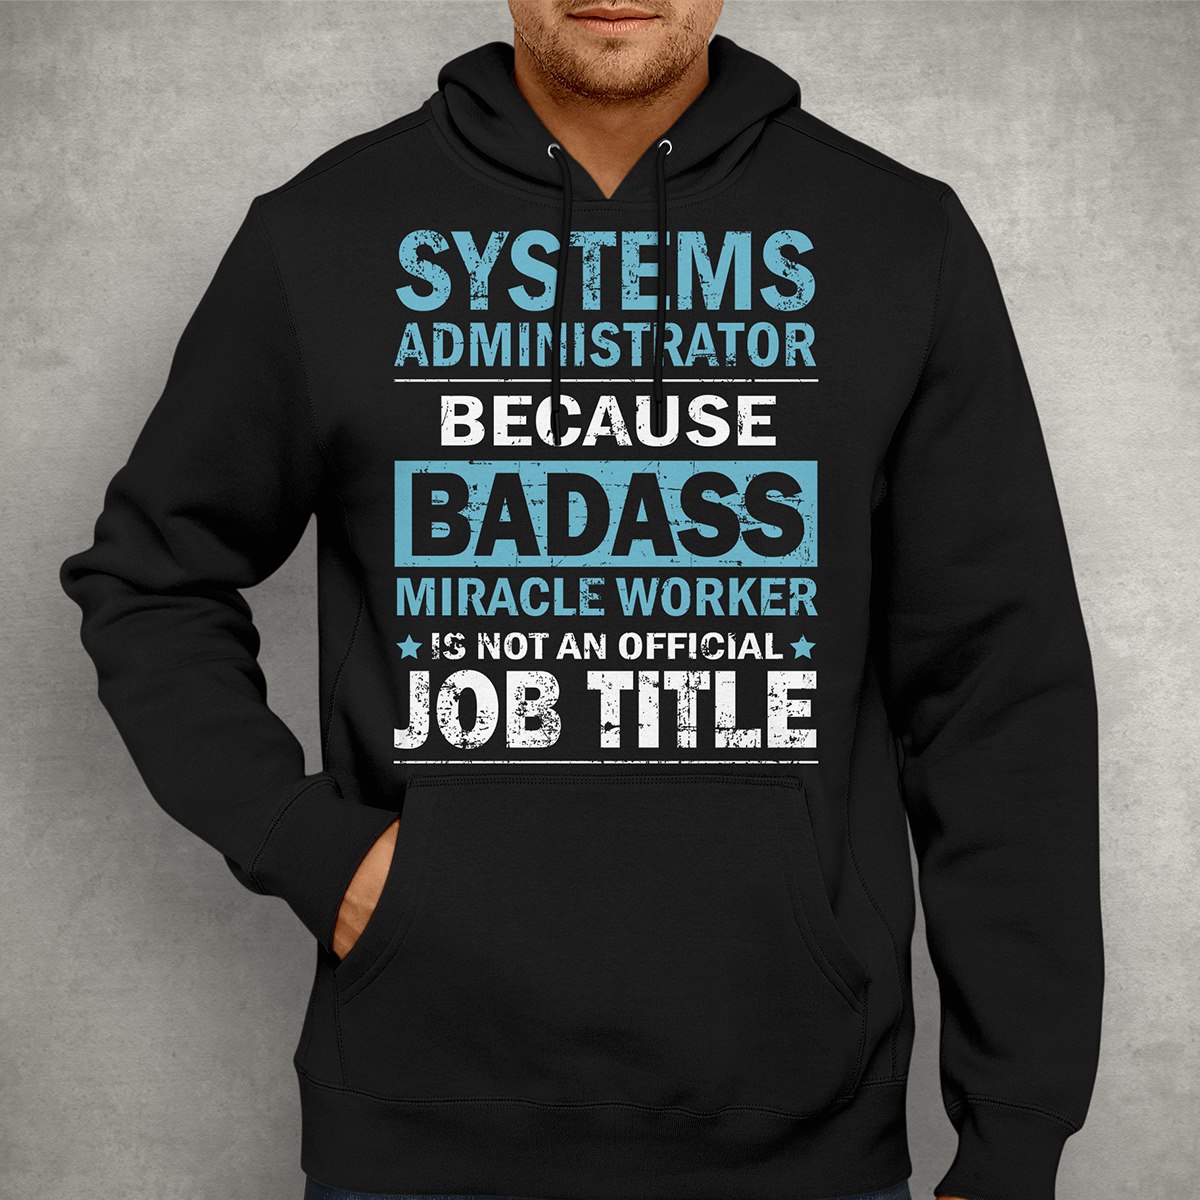 SYSTEMS
ADMINISTRATOR
BECAUSE
BADASS
MIRACLE WORKER
IS NOT AN OFFICIAL
JOB TITLE